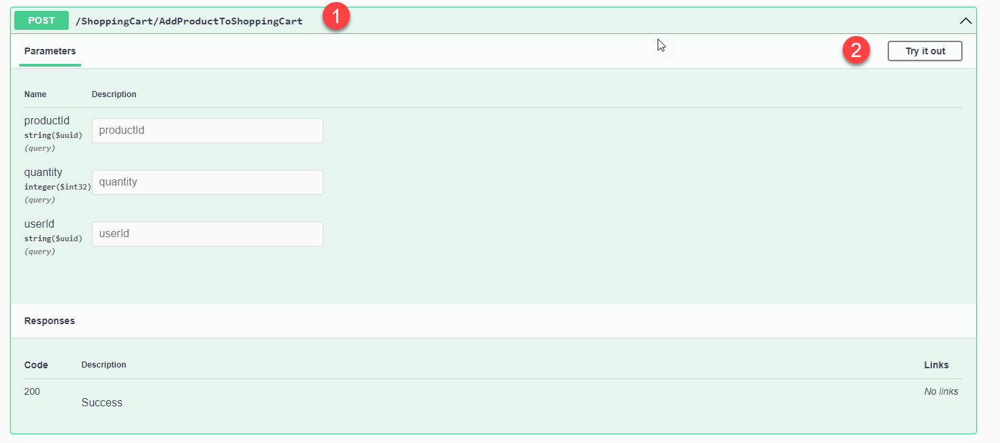 POST /ShoppingCart/AddProductToShoppingCart 1
Parameters 2 Try it out
Name Description
productId productId
string($uuid)
(query)
quantity quantity
integer($int32)
(query)
userId userId
string($uuid)
(query)
Responses
Code Description Links
200 No links
Success